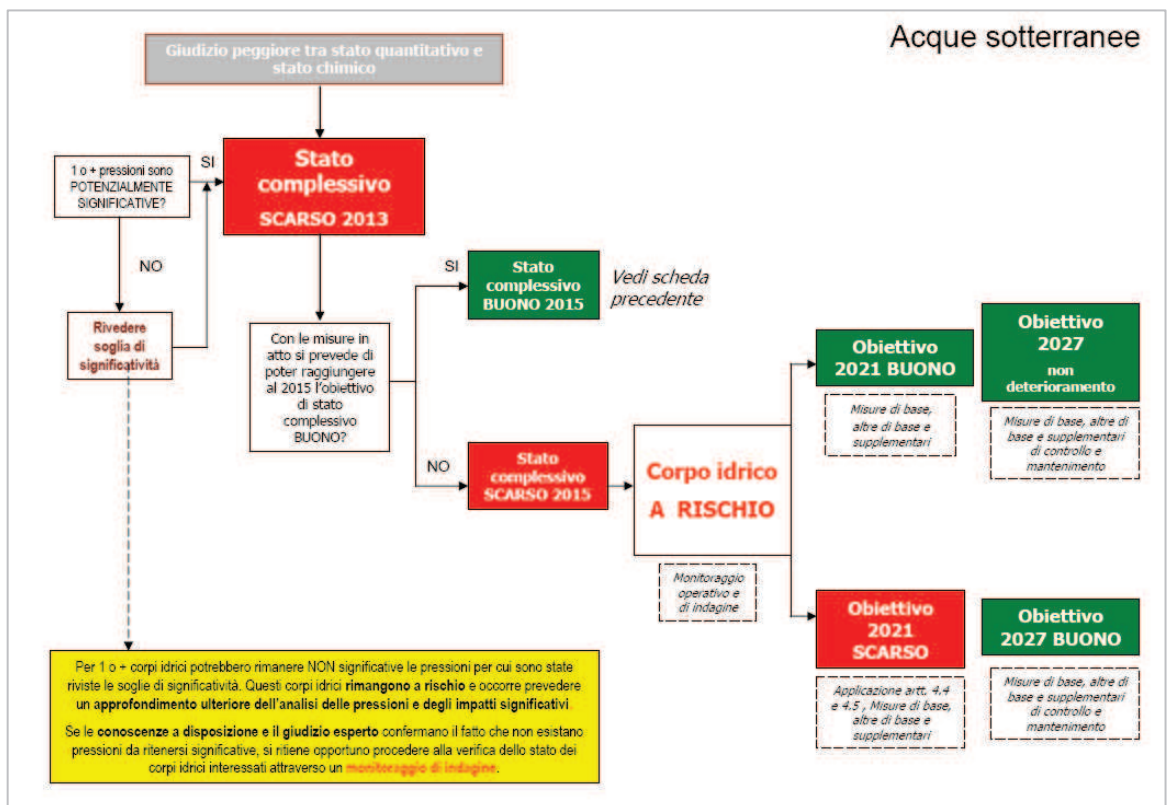 Acque sotterranee
Giudizio peggiore tra stato quantitativo e
stato chimico
1 o + pressioni sono
POTENZIALMENTE
SIGNIFICATIVE?
SI
Stato
complessivo
SCARSO 2013
NO
Rivedere
soglia di
significatività
Con le misure in
atto si prevede di
poter raggiungere
al 2015 l'obiettivo
di stato
complessivo
BUONO?
SI
Stato
complessivo
BUONO 2015
Vedi scheda
precedente
NO
Stato
complessivo
SCARSO 2015
Corpo idrico
A RISCHIO
Monitoraggio
operativo e
di indagine
Obiettivo
2021 BUONO
Misure di base,
altre di base e
supplementari
Obiettivo
2027
non
deterioramento
Misure di base, altre di
base e supplementari
di controllo e
mantenimento
Obiettivo
2021
SCARSO
Applicazione artt. 4.4
e 4.5 , Misure di base,
altre di base e
supplementari
Obiettivo
2027 BUONO
Misure di base, altre di
base e supplementari
di controllo e
mantenimento
Per 1 o + corpi idrici potrebbero rimanere NON significative le pressioni per cui sono state
riviste le soglie di significatività. Questi corpi idrici rimangono a rischio e occorre prevedere
un approfondimento ulteriore dell'analisi delle pressioni e degli impatti significativi.
Se le conoscenze a disposizione e il giudizio esperto confermano il fatto che non esistano
pressioni da ritenersi significative, si ritiene opportuno procedere alla verifica dello stato dei
corpi idrici interessati attraverso un monitoraggio di indagine.